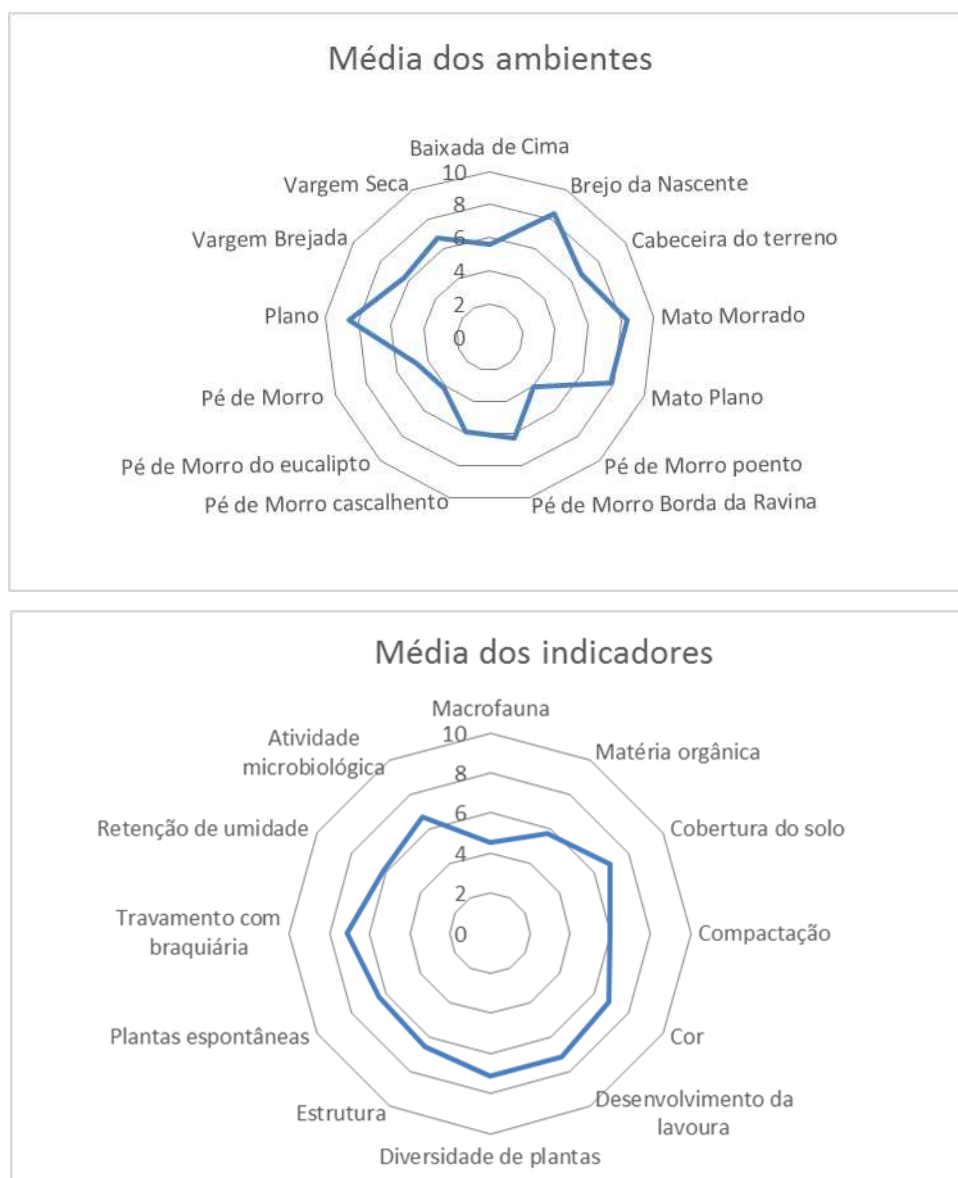 Média dos ambientes
Baixada de Cima
10
Vargem Seca
Brejo da Nascente
8
Vargem Brejada
6
Cabeceira do terreno
4
Plano
2
Mato Morrado
0
Pé de Morro
Mato Plano
Pé de Morro do eucalipto
Pé de Morro poento
Pé de Morro cascalhento
Pé de Morro Borda da Ravina
Média dos indicadores
Macrofauna
10
Atividade
microbiológica
Matéria orgânica
8
Retenção de umidade
6
Cobertura do solo
4
Travamento com
braquiária
2
0
Compactação
Plantas espontâneas
Cor
Estrutura
Desenvolvimento da
lavoura
Diversidade de plantas